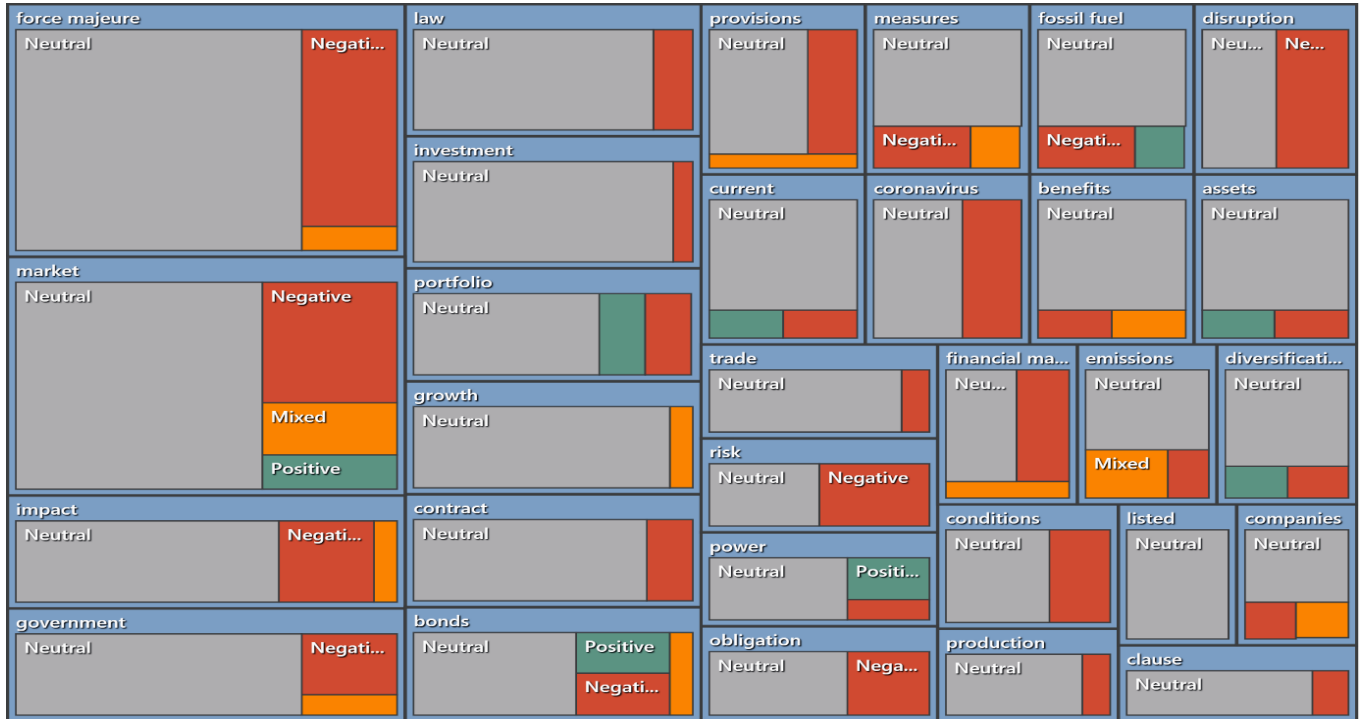 force majeure
Neutral
Negati...
market
Neutral
Negative
Mixed
Positive
impact
Neutral
Negati...
government
Neutral
Negati...
law
Neutral
investment
Neutral
portfolio
Neutral
growth
Neutral
contract
Neutral
bonds
Neutral
Positive
Negati...
provisions
Neutral
measures
Neutral
Negati...
fossil fuel
Neutral
Negati...
disruption
Neu...
Ne...
current
Neutral
coronavirus
Neutral
benefits
Neutral
assets
Neutral
trade
Neutral
risk
Neutral
Negative
power
Neutral
Positi...
obligation
Neutral
Nega...
financial ma...
Neu...
emissions
Neutral
Mixed
diversificati...
Neutral
conditions
Neutral
listed
Neutral
companies
Neutral
production
Neutral
clause
Neutral